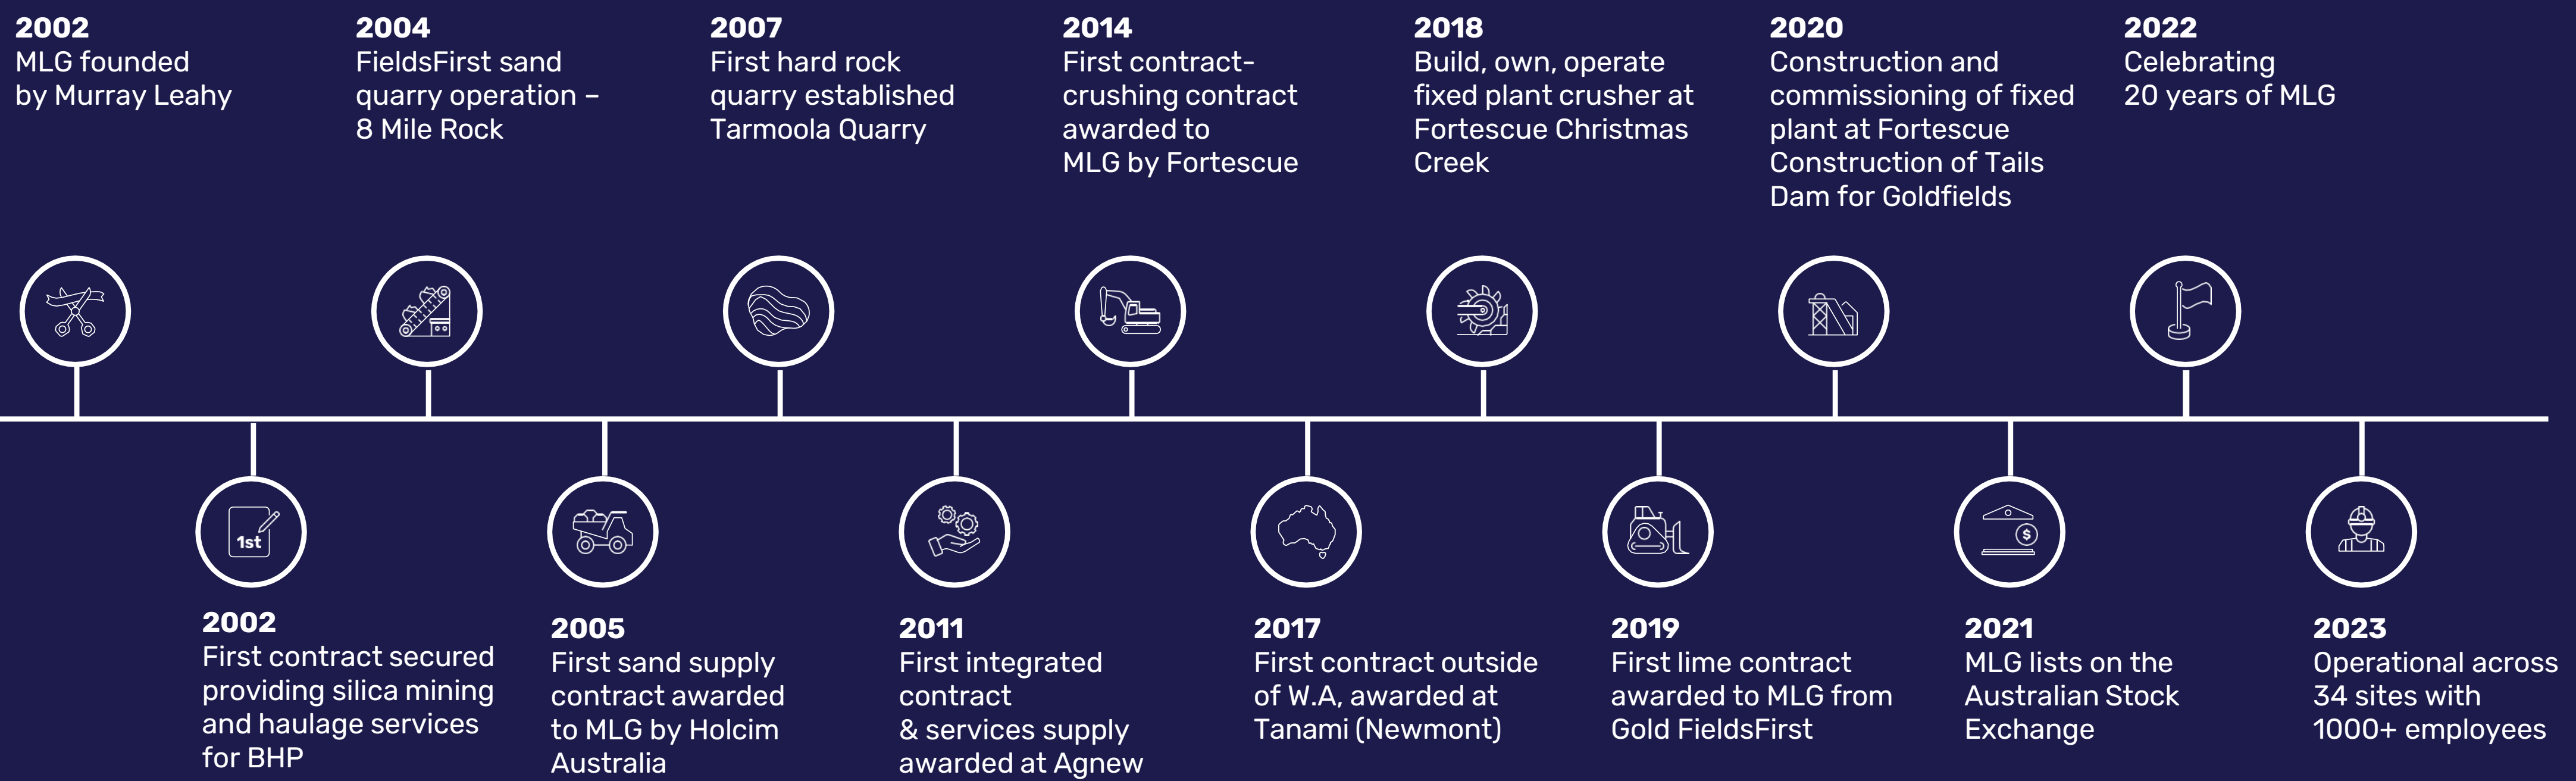 2002
MLG founded
by Murray Leahy
2004
FieldsFirst sand
quarry operation –
8 Mile Rock
2007
First hard rock
quarry established
Tarmoola Quarry
2014
First contract-
crushing contract
awarded to
MLG by Fortescue
2018
Build, own, operate
fixed plant crusher at
Fortescue Christmas
Creek
2020
Construction and
commissioning of fixed
plant at Fortescue
Construction of Tails
Dam for Goldfields
2022
Celebrating
20 years of MLG
1st
$
2002
First contract secured
providing silica mining
and haulage services
for BHP
2005
First sand supply
contract awarded
to MLG by Holcim
Australia
2011
First integrated
contract
& services supply
awarded at Agnew
2017
First contract outside
of W.A, awarded at
Tanami (Newmont)
2019
First lime contract
awarded to MLG from
Gold FieldsFirst
2021
MLG lists on the
Australian Stock
Exchange
2023
Operational across
34 sites with
1000+ employees